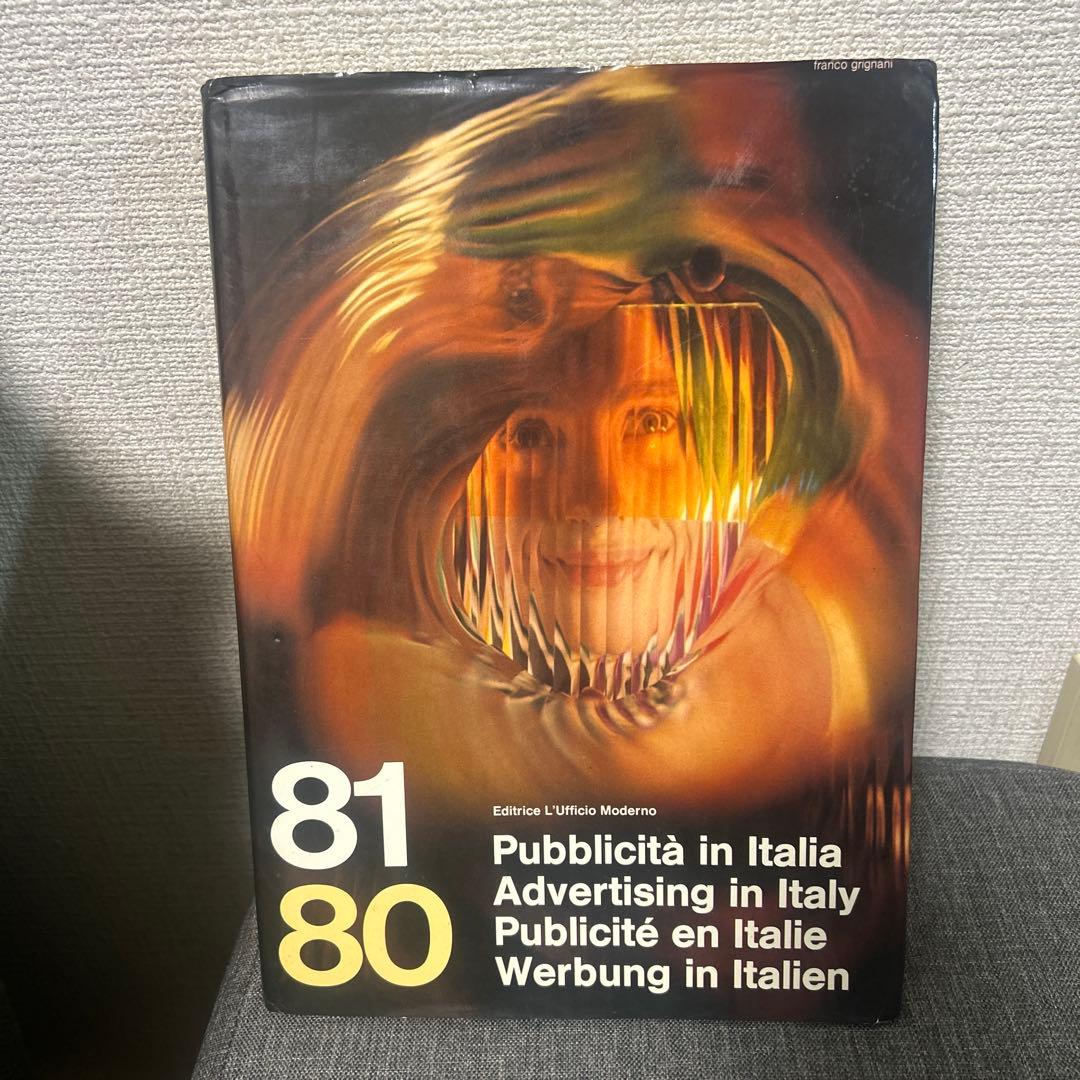 franco grignani
81
80
Editrice L'Ufficio Moderno
Pubblicità in Italia
Advertising in Italy
Publicité en Italie
Werbung in Italien